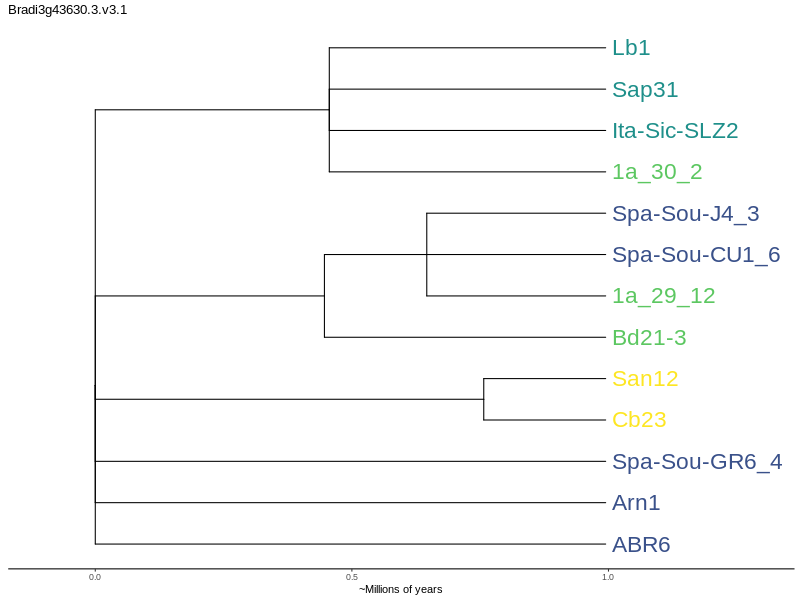 Bradi3g43630.3.v3.1
Lb1
Sap31
Ita-Sic-SLZ2
1a_30_2
Spa-Sou-J4_3
Spa-Sou-CU1_6
1a_29_12
Bd21-3
San12
Cb23
Spa-Sou-GR6_4
Arn1
ABR6
0.0 0.5 1.0
~Millions of years